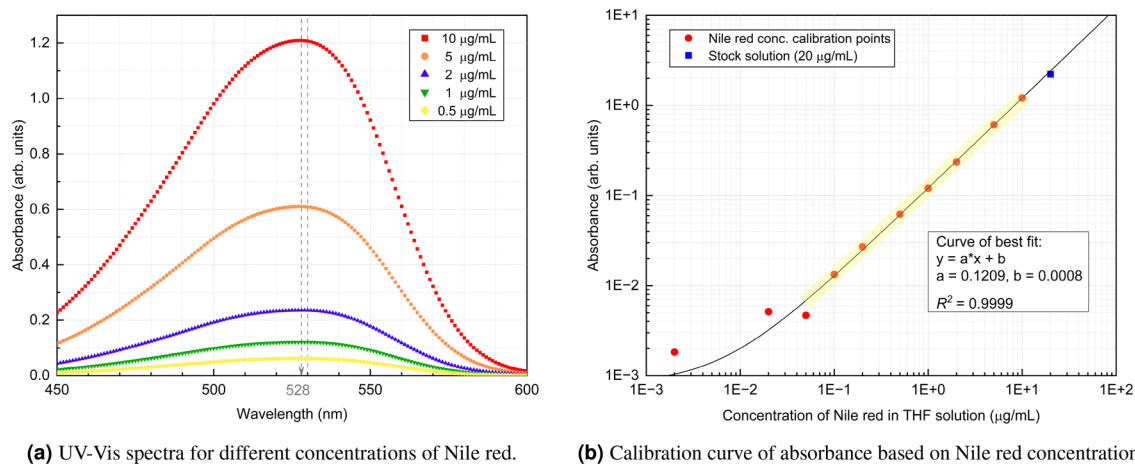 a.
1.2
1.0
0.8
0.6
0.4
0.2
0.0
Absorbance (arb. units)
10 µg/mL
5 µg/mL
2 µg/mL
1 µg/mL
0.5 µg/mL
450
500
528
550
600
Wavelength (nm)
(a) UV-Vis spectra for different concentrations of Nile red.
b.
1E+1
1E+0
1E−1
1E−2
1E−3
Absorbance (arb. units)
Nile red conc. calibration points
Stock solution (20 µg/mL)
Curve of best fit:
y = a*x + b
a = 0.1209, b = 0.0008
R² = 0.9999
1E−3
1E−2
1E−1
1E+0
1E+1
1E+2
Concentration of Nile red in THF solution (µg/mL)
(b) Calibration curve of absorbance based on Nile red concentration